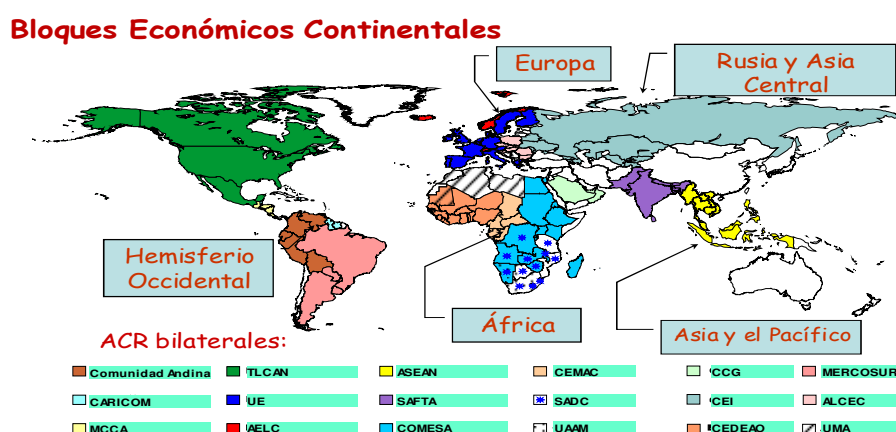 Bloques Económicos Continentales
Europa
Rusia y Asia
Central
Hemisferio
Occidental
África
Asia y el Pacífico
ACR bilaterales:
Comunidad Andina
TLCAN
ASEAN
CEMAC
CCG
MERCOSUR
CARICOM
UE
SAFTA
SADC
CEI
ALCEC
MCCA
AELC
COMESA
UAAM
CEDEAO
UMA